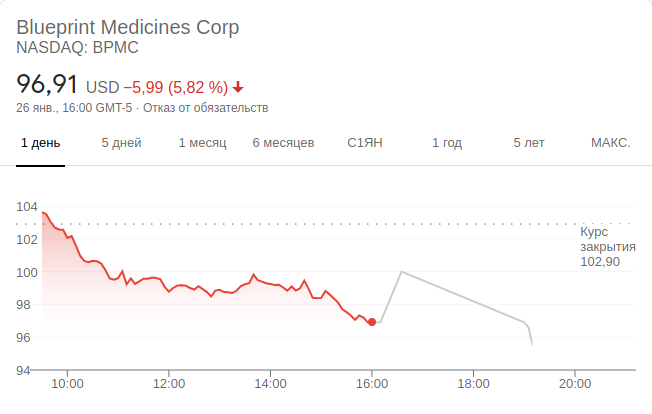 Blueprint Medicines Corp
NASDAQ: BPMC
96,91 USD −5,99 (5,82 %)
26 янв., 16:00 GMT-5 · Отказ от обязательств
1 день 5 дней 1 месяц 6 месяцев С1ЯН 1 год 5 лет МАКС.
104
102
100
98
96
94
Курс
закрытия
102,90
10:00 12:00 14:00 16:00 18:00 20:00